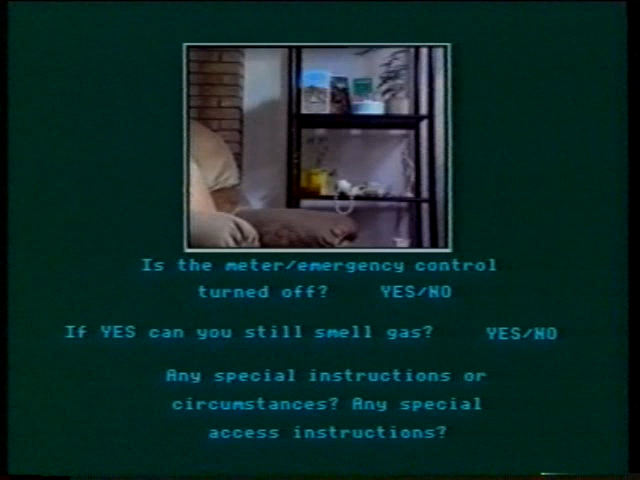 Is the meter/emergency control
turned off? YES/NO
If YES can you still smell gas? YES/NO
Any special instructions or
circumstances? Any special
access instructions?